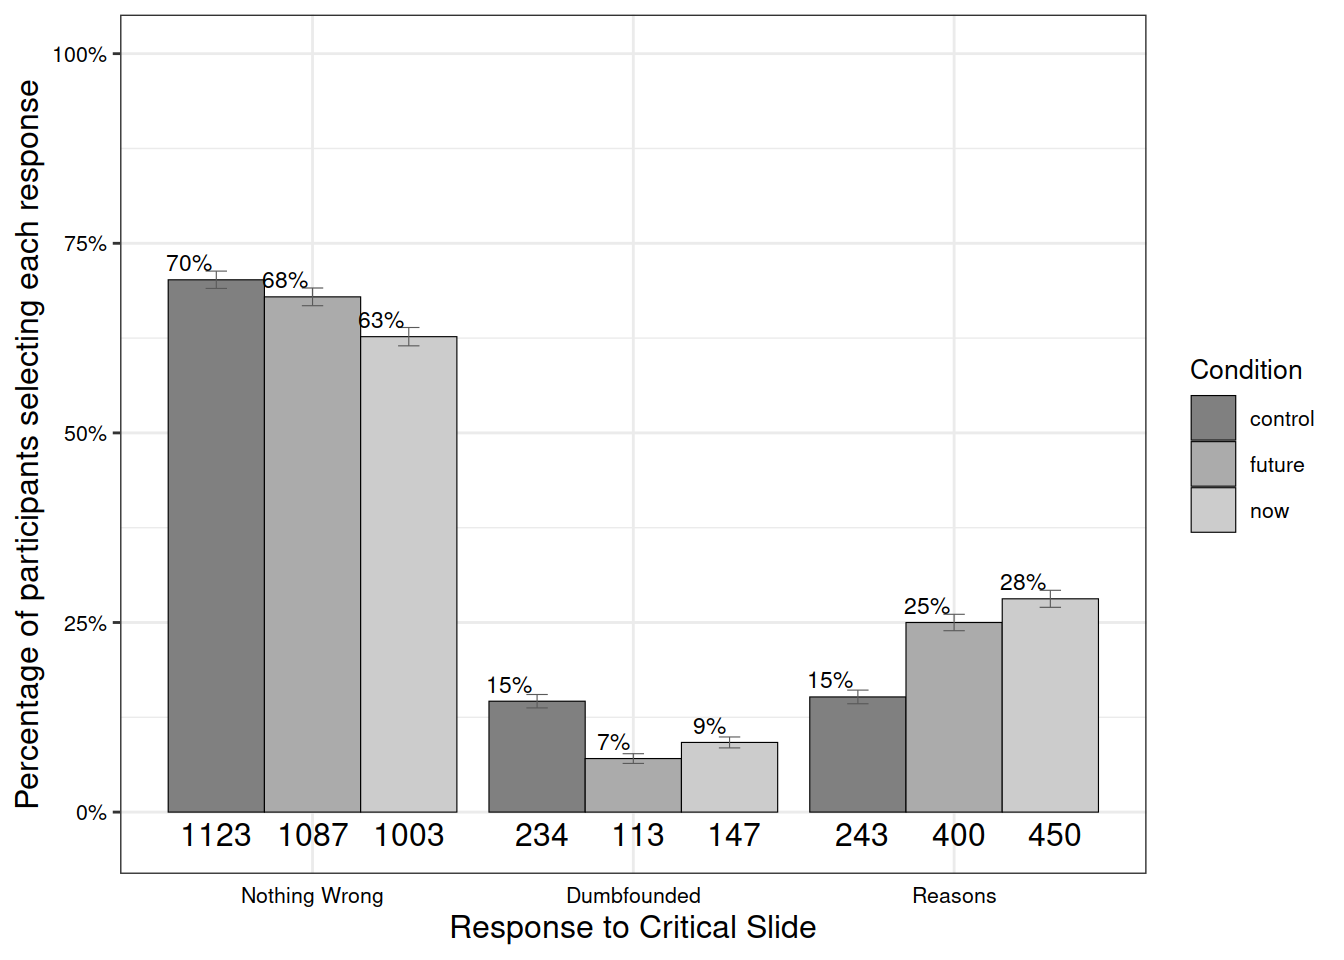 Percentage of participants selecting each response
100%
75%
50%
25%
0%
70%
68%
63%
15%
7%
9%
15%
25%
28%
1123 1087 1003 234 113 147 243 400 450
Nothing Wrong Dumbfounded Reasons
Response to Critical Slide
Condition
control
future
now